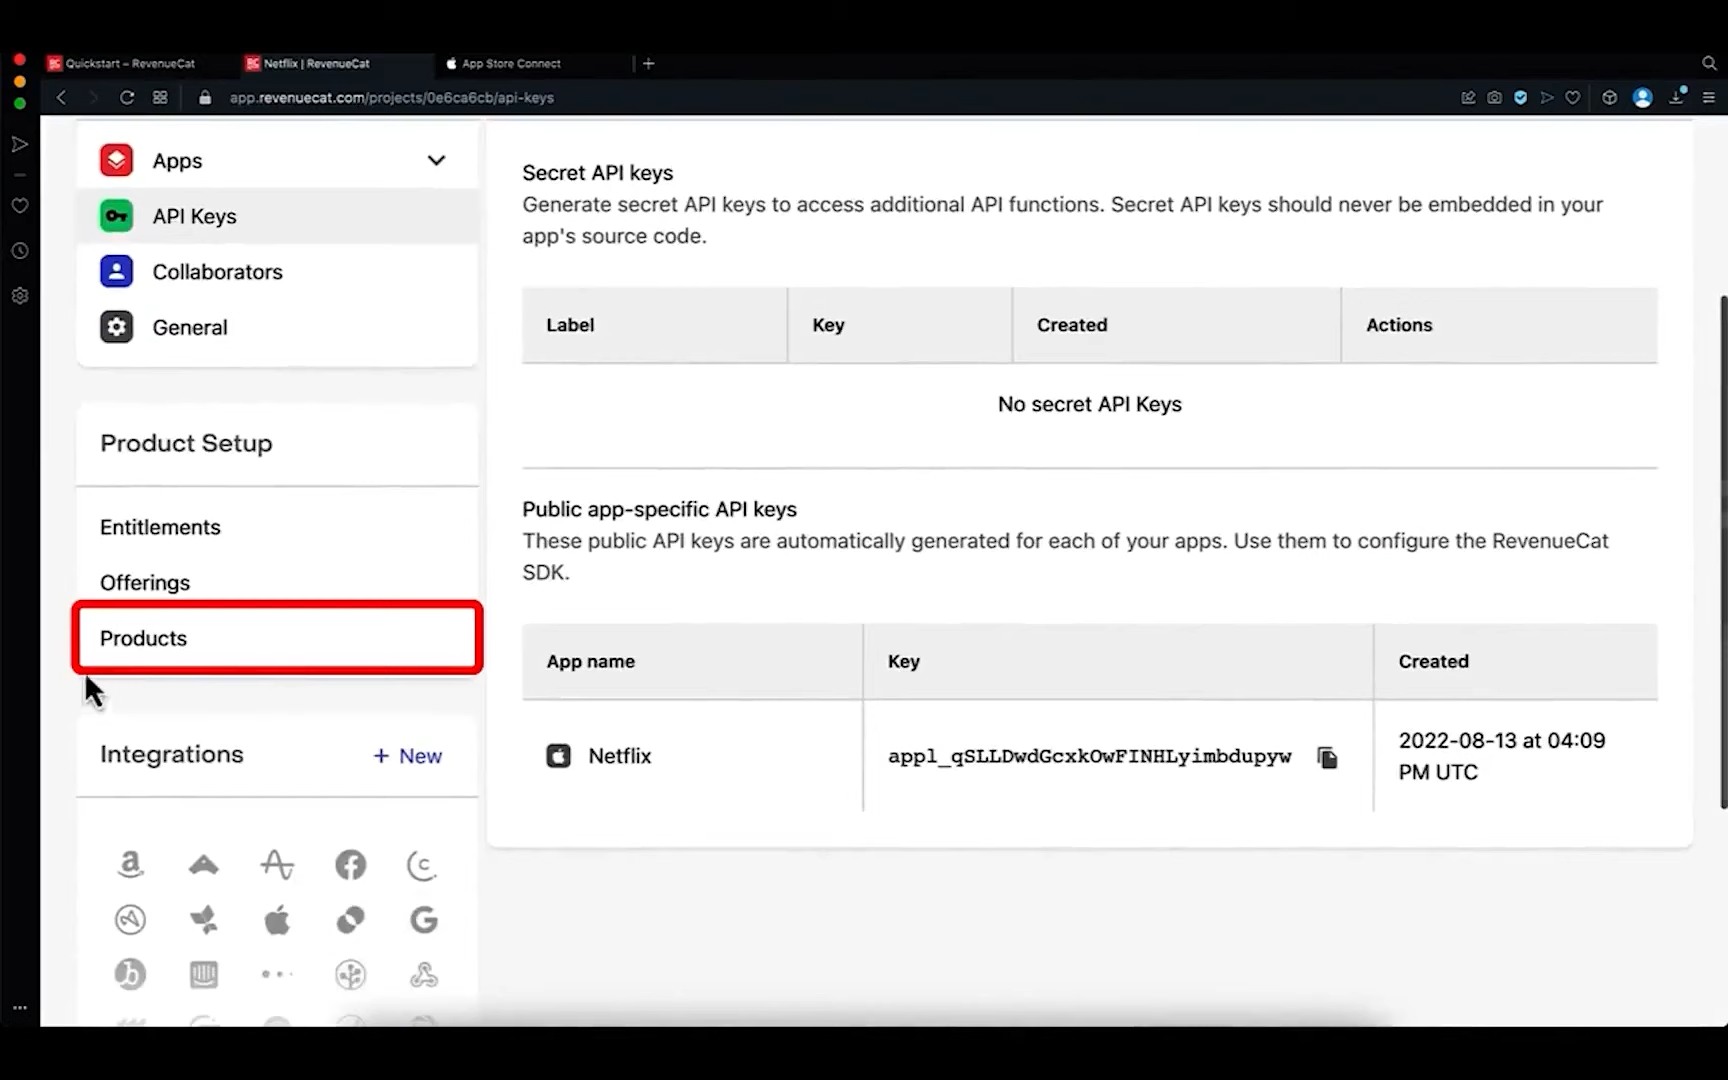 Quickstart – RevenueCat
Netflix | RevenueCat
App Store Connect
app.revenuecat.com/projects/0e6ca6cb/api-keys
Apps
API Keys
Collaborators
General
Product Setup
Entitlements
Offerings
Products
Integrations
+ New
Secret API keys
Generate secret API keys to access additional API functions. Secret API keys should never be embedded in your
app's source code.
Label Key Created Actions
No secret API Keys
Public app-specific API keys
These public API keys are automatically generated for each of your apps. Use them to configure the RevenueCat
SDK.
App name Key Created
Netflix appl_qSLLDwdGcxkOwFINHLyimbdupyw 2022-08-13 at 04:09
PM UTC